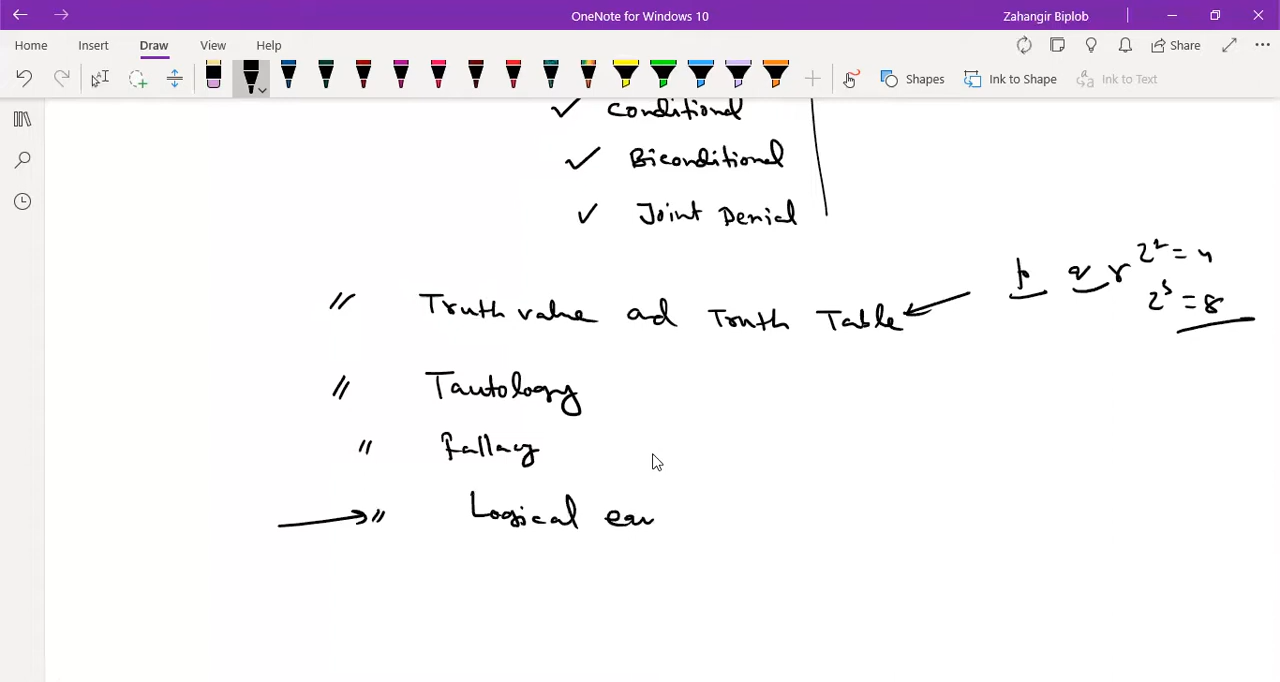 OneNote for Windows 10
Zahangir Biplob
Home Insert Draw View Help
Share
Shapes
Ink to Shape
Ink to Text
✓ Conditional
✓ Biconditional
✓ Joint Denial
p q r 2² = 4
2³ = 8
// Truth value and Truth Table
// Tautology
// Fallacy
// Logical